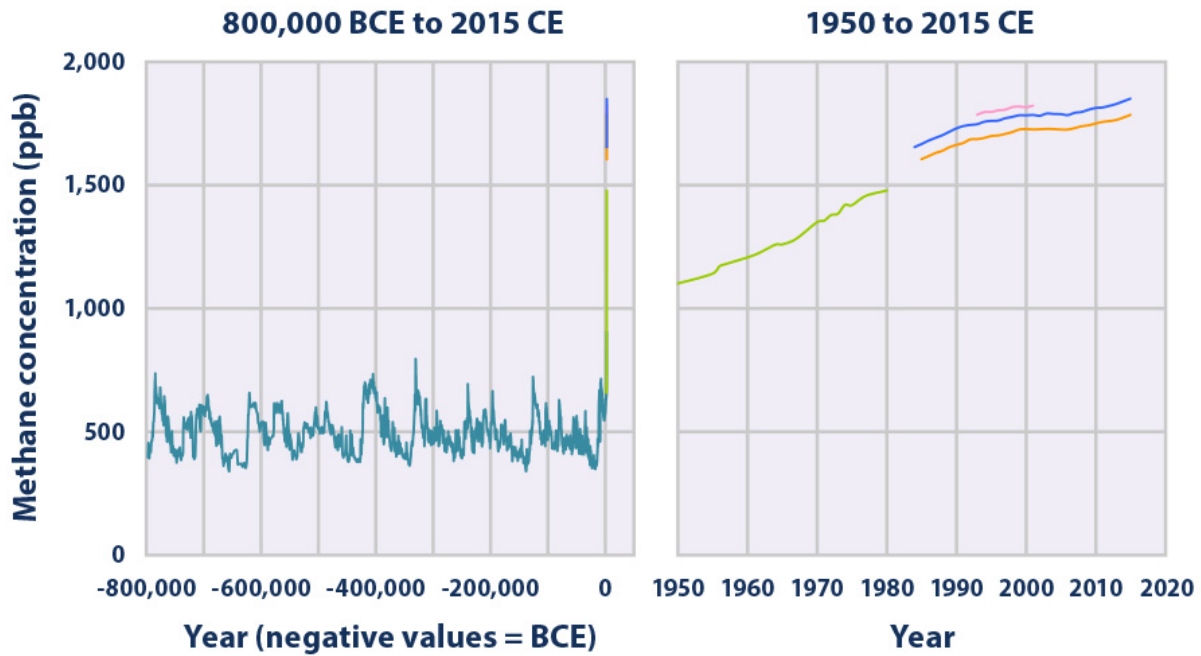 800,000 BCE to 2015 CE
1950 to 2015 CE
Methane concentration (ppb)
2,000
1,500
1,000
500
0
-800,000 -600,000 -400,000 -200,000 0
1950 1960 1970 1980 1990 2000 2010 2020
Year (negative values = BCE)
Year